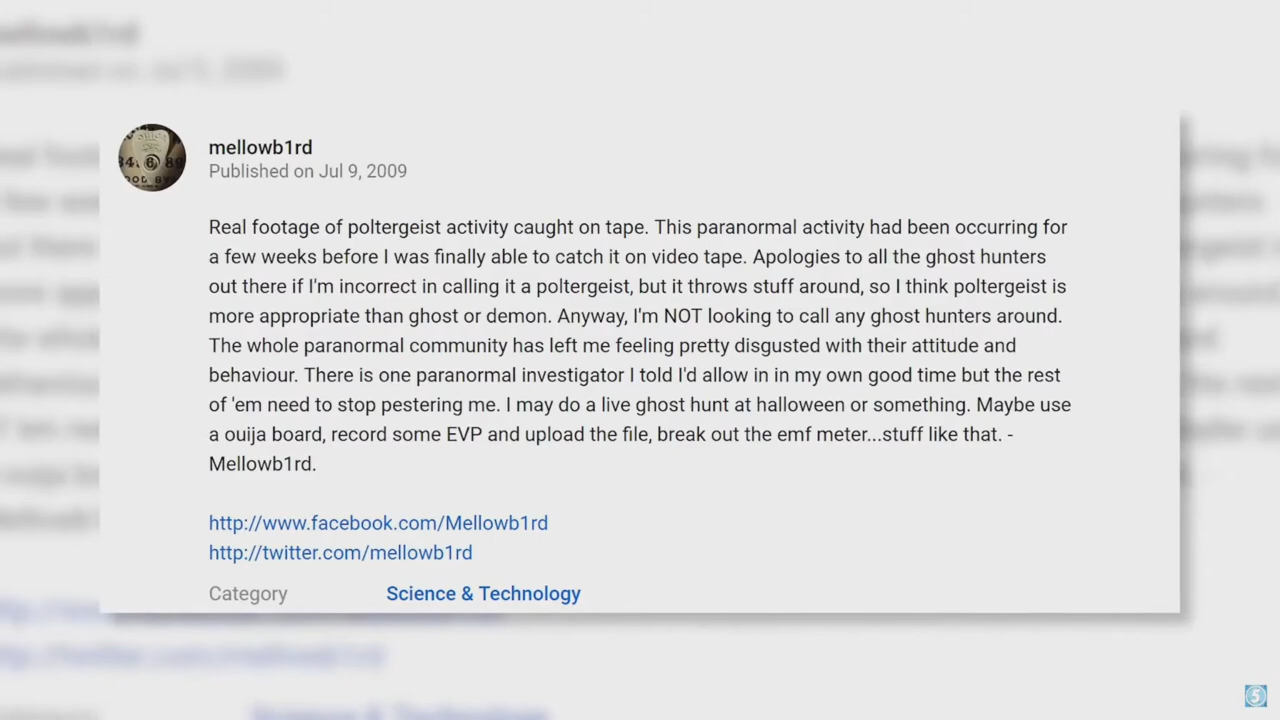 mellowb1rd
Published on Jul 9, 2009
Real footage of poltergeist activity caught on tape. This paranormal activity had been occurring for
a few weeks before I was finally able to catch it on video tape. Apologies to all the ghost hunters
out there if I'm incorrect in calling it a poltergeist, but it throws stuff around, so I think poltergeist is
more appropriate than ghost or demon. Anyway, I'm NOT looking to call any ghost hunters around.
The whole paranormal community has left me feeling pretty disgusted with their attitude and
behaviour. There is one paranormal investigator I told I'd allow in in my own good time but the rest
of 'em need to stop pestering me. I may do a live ghost hunt at halloween or something. Maybe use
a ouija board, record some EVP and upload the file, break out the emf meter...stuff like that. -
Mellowb1rd.
http://www.facebook.com/Mellowb1rd
http://twitter.com/mellowb1rd
Category Science & Technology
5